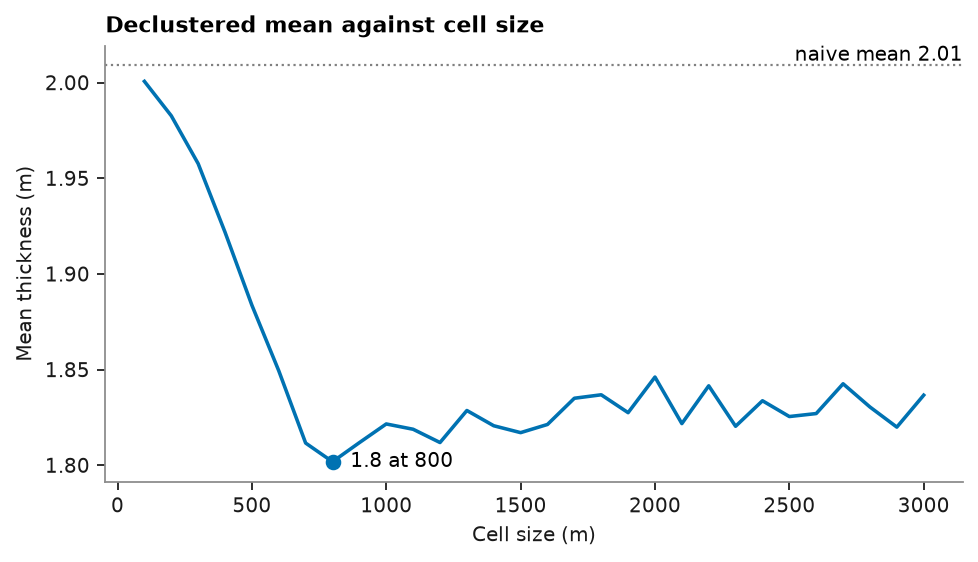 Declustered mean against cell size
naive mean 2.01
Mean thickness (m)
2.00
1.95
1.90
1.85
1.80
1.8 at 800
0 500 1000 1500 2000 2500 3000
Cell size (m)